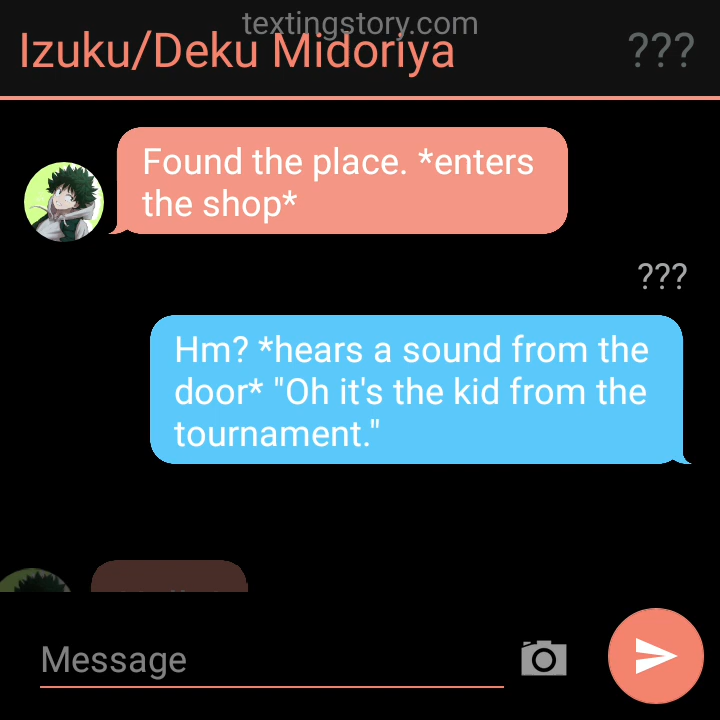 textingstory.com
Izuku/Deku Midoriya
???
Found the place. *enters
the shop*
???
Hm? *hears a sound from the
door* "Oh it's the kid from the
tournament."
Message